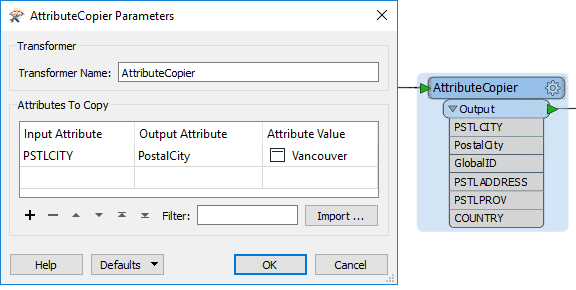 AttributeCopier Parameters
Transformer
Transformer Name: AttributeCopier
Attributes To Copy
Input Attribute Output Attribute Attribute Value
PSTLCITY PostalCity Vancouver
Filter: Import ...
Help Defaults OK Cancel
AttributeCopier
Output
PSTLCITY
PostalCity
GlobalID
PSTLADDRESS
PSTLPROV
COUNTRY